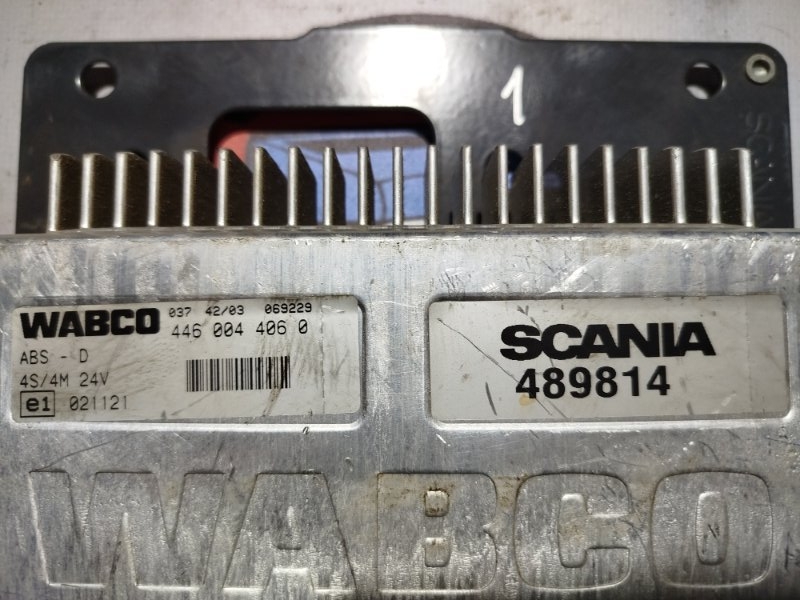 1
SCANIA
WABCO 037 42/03 069229
446 004 406 0
ABS - D
4S/4M 24V
e1 021121
SCANIA
489814
WABCO